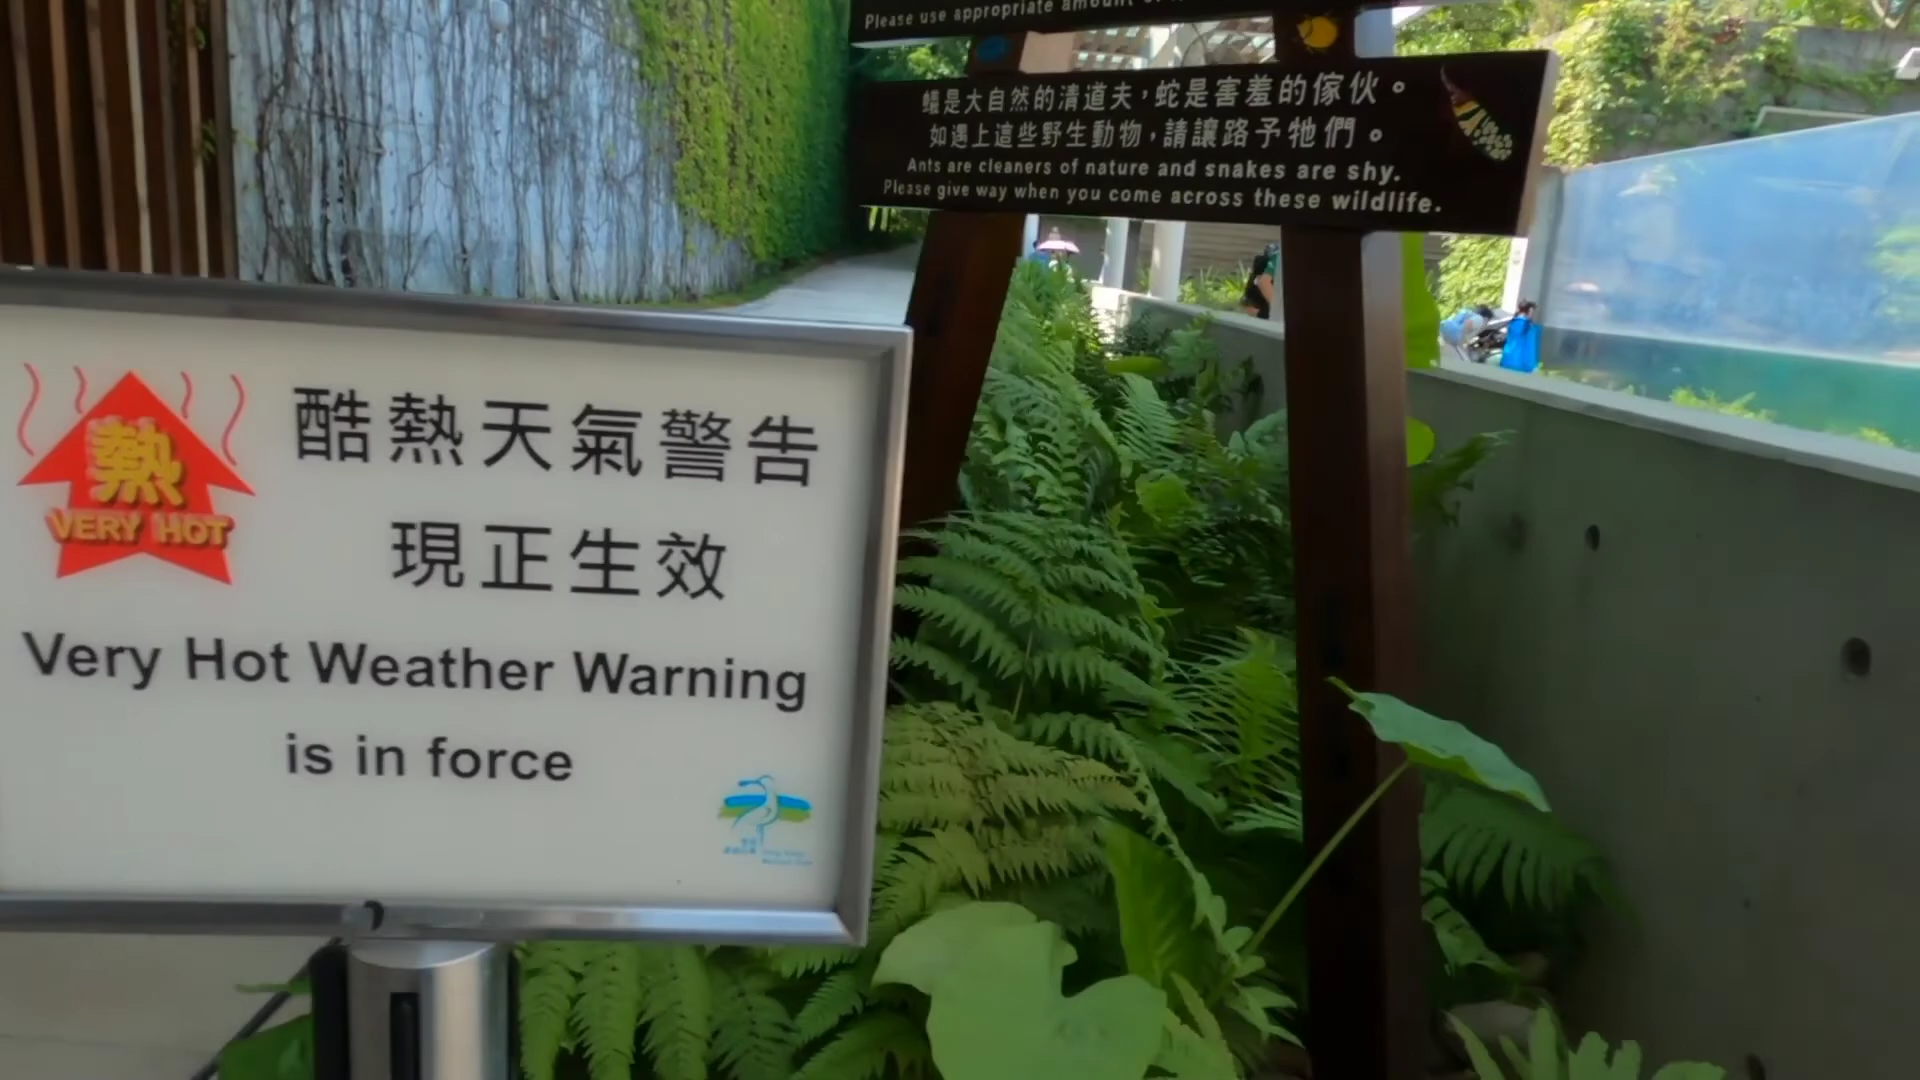 Please use appropriate amount
蟻是大自然的清道夫，蛇是害羞的傢伙。
如遇上這些野生動物，請讓路予牠們。
Ants are cleaners of nature and snakes are shy.
Please give way when you come across these wildlife.
熱
VERY HOT
酷熱天氣警告
現正生效
Very Hot Weather Warning
is in force